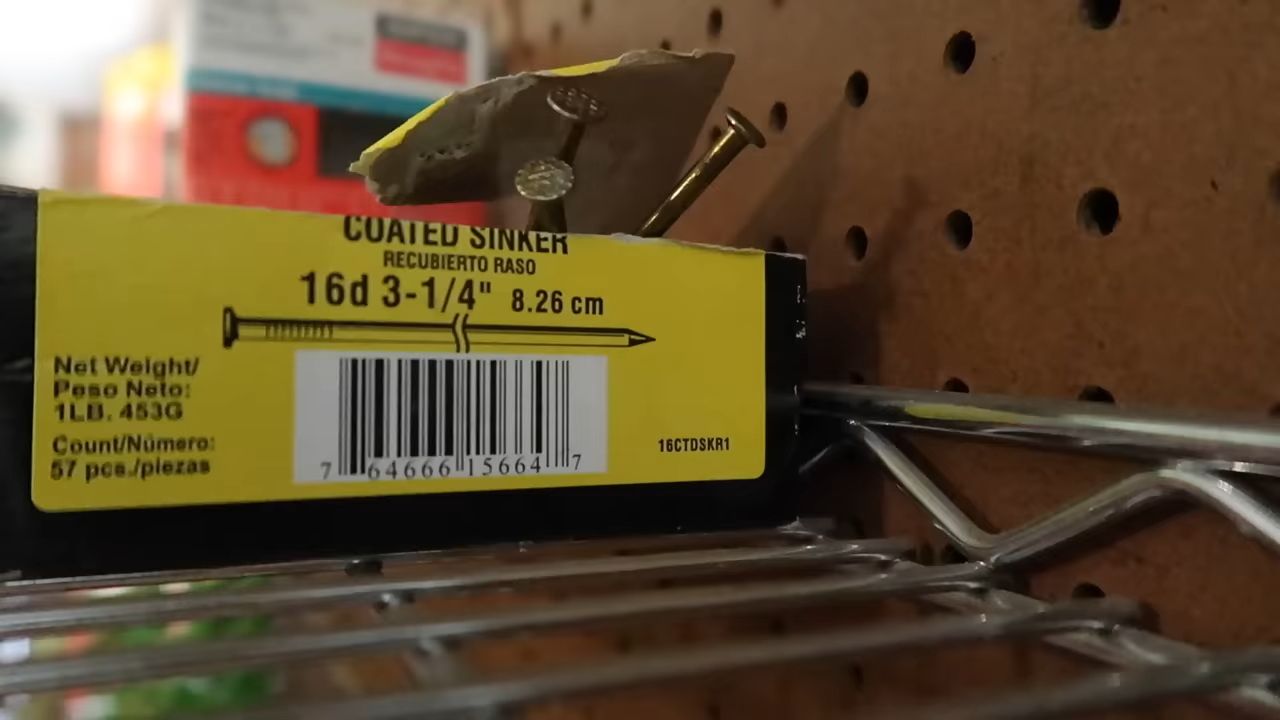 COATED SINKER
RECUBIERTO RASO
16d 3-1/4" 8.26 cm
Net Weight/
Peso Neto:
1LB. 453G
Count/Número:
57 pcs./piezas
7 64666 15664 7
16CTDSKR1